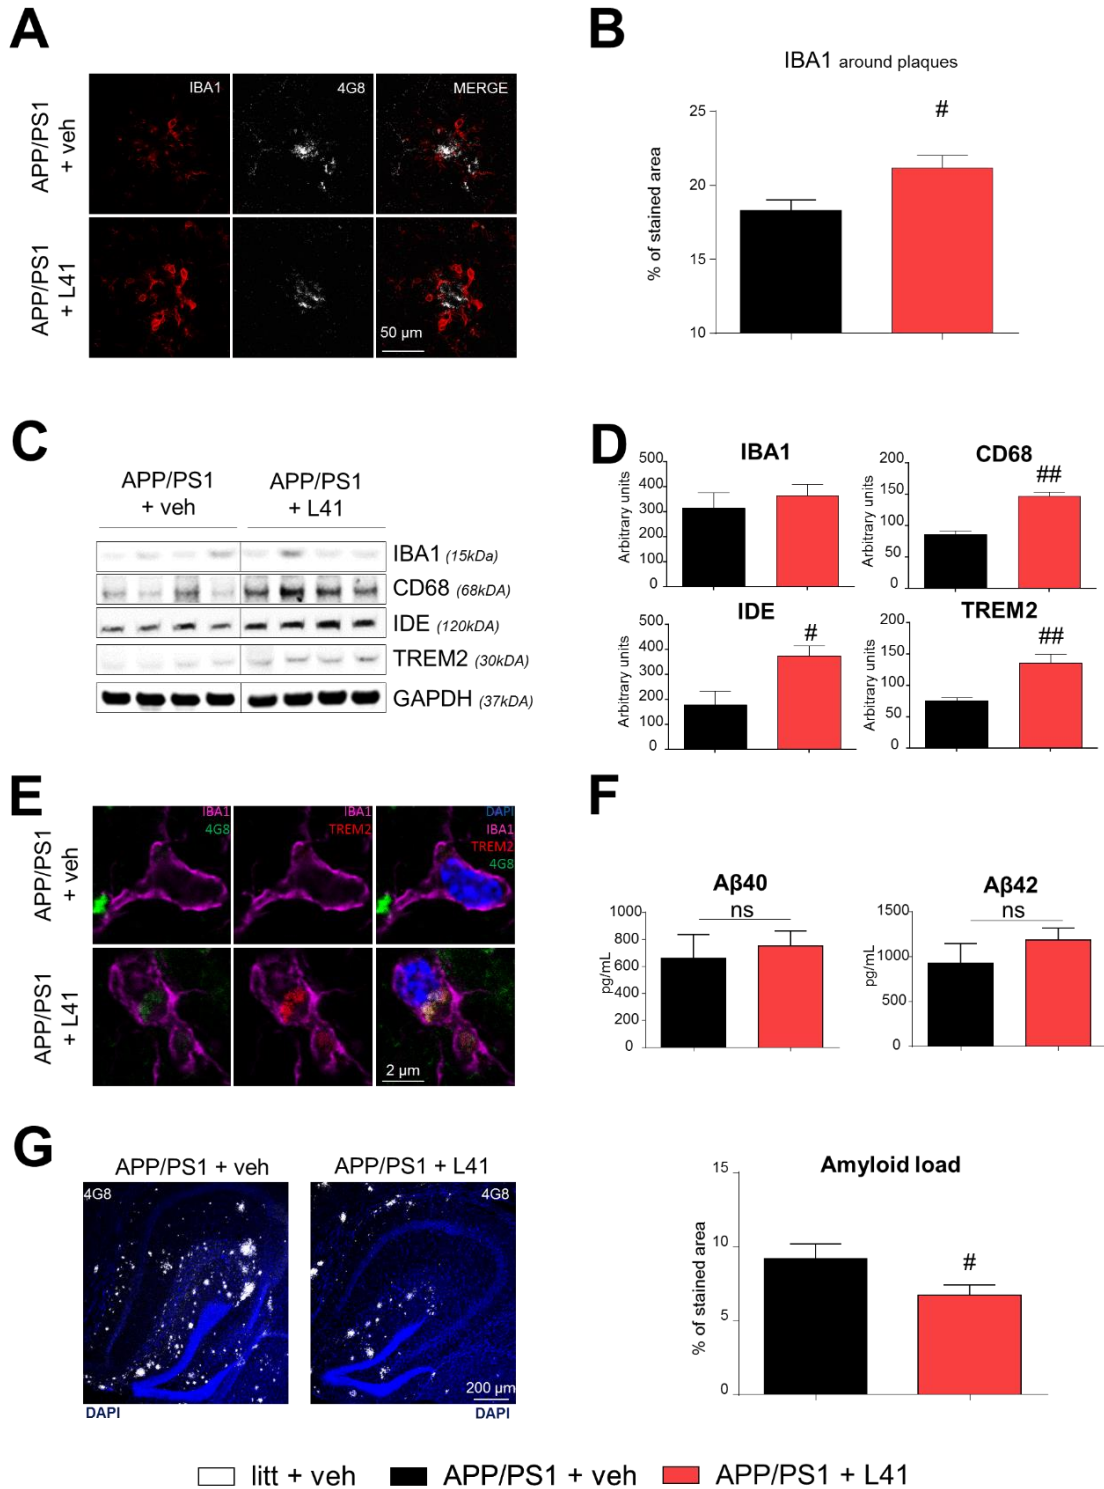 A
IBA1
4G8
MERGE
APP/PS1
+ veh
APP/PS1
+ L41
50 µm
B
IBA1 around plaques
% of stained area
25
20
15
10
#
C
APP/PS1
+ veh
APP/PS1
+ L41
IBA1 (15kDa)
CD68 (68kDA)
IDE (120kDA)
TREM2 (30kDA)
GAPDH (37kDA)
D
IBA1
Arbitrary units
500
400
300
200
100
0
CD68
Arbitrary units
200
150
100
50
0
##
IDE
Arbitrary units
500
400
300
200
100
0
#
TREM2
Arbitrary units
200
150
100
50
0
##
E
APP/PS1
+ veh
APP/PS1
+ L41
IBA1
4G8
IBA1
TREM2
DAPI
IBA1
TREM2
4G8
2 µm
F
Aβ40
ns
pg/mL
1000
800
600
400
200
0
Aβ42
ns
pg/mL
1500
1000
500
0
G
APP/PS1 + veh
4G8
DAPI
APP/PS1 + L41
4G8
200 µm
DAPI
Amyloid load
% of stained area
15
10
5
0
#
litt + veh
APP/PS1 + veh
APP/PS1 + L41